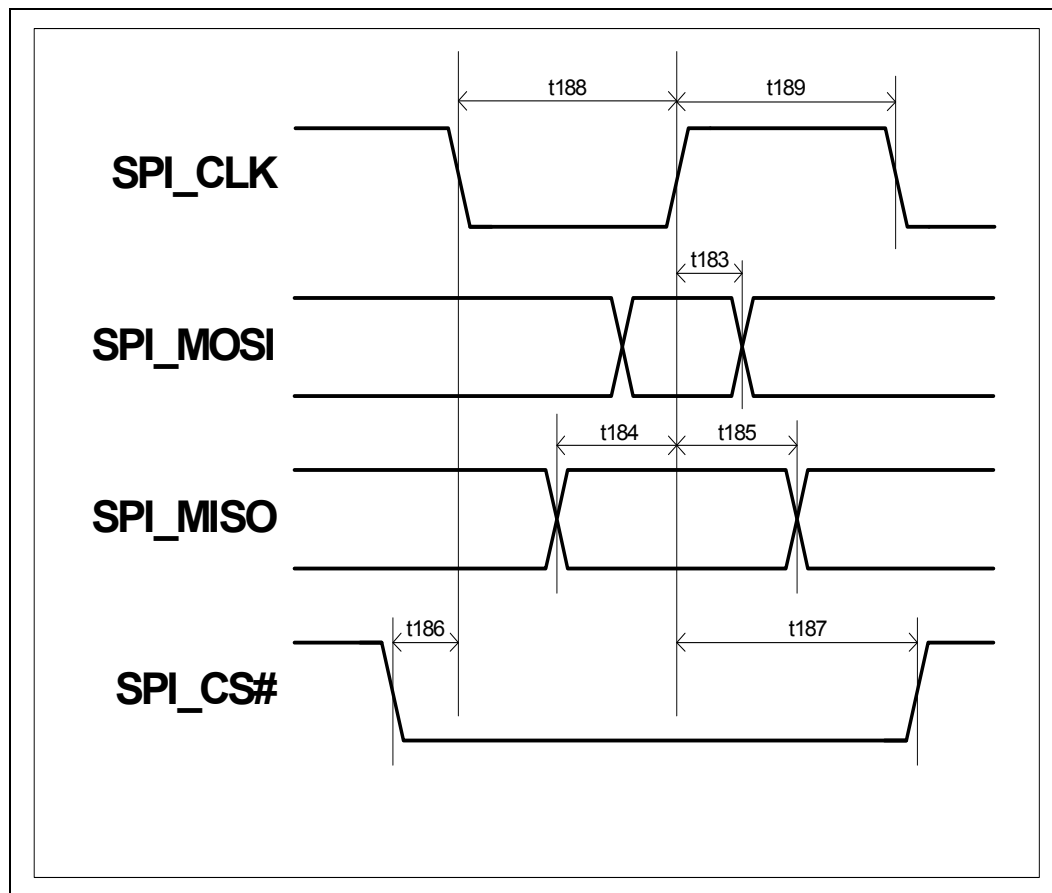 t188
t189
SPI_CLK
t183
SPI_MOSI
t184
t185
SPI_MISO
t186
t187
SPI_CS#